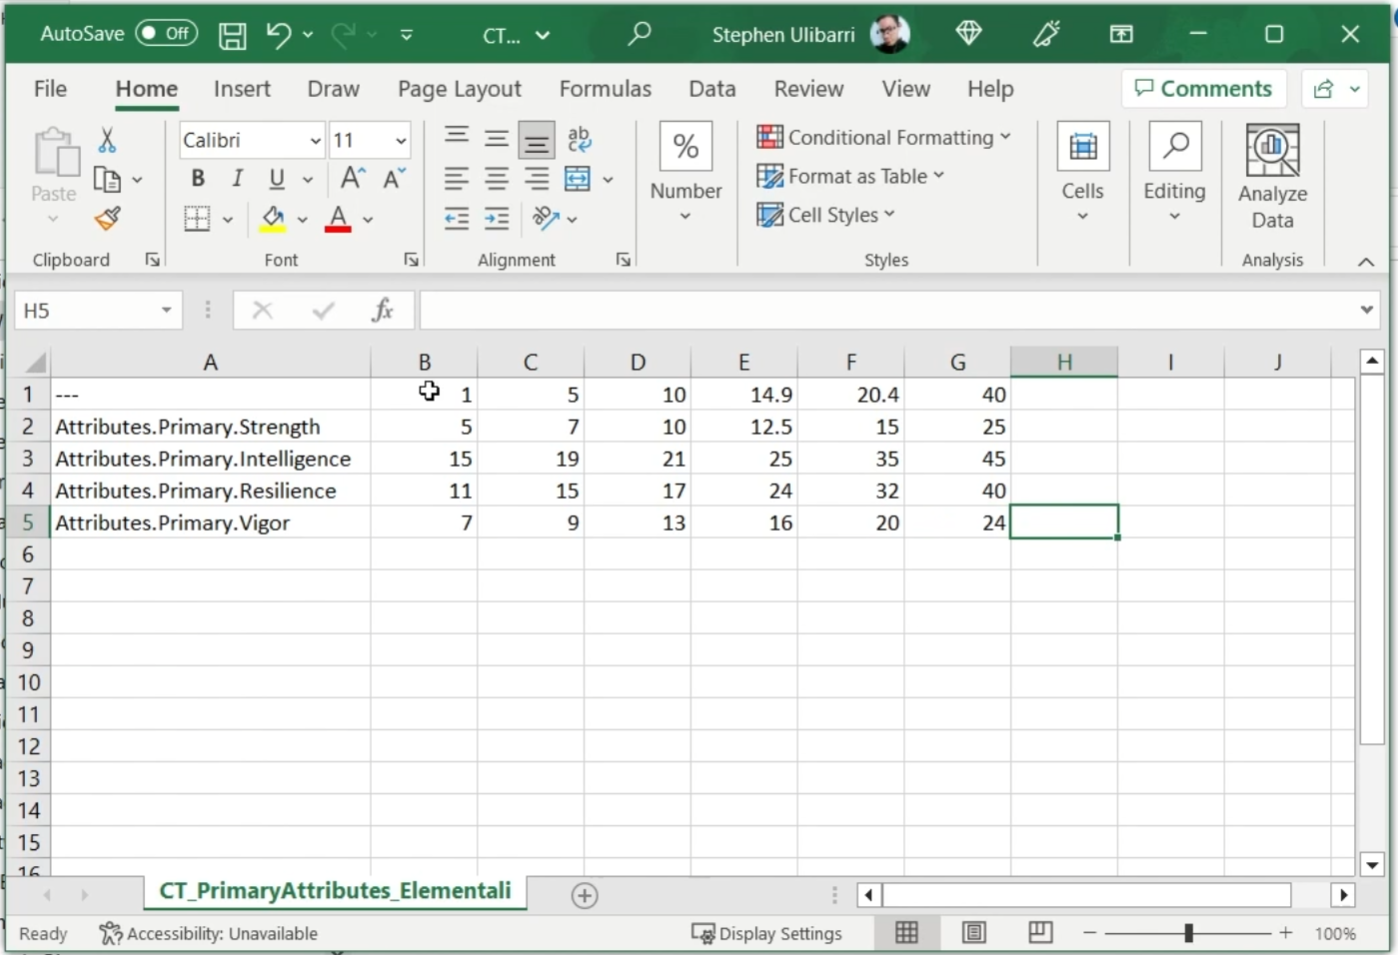 AutoSave Off CT... Stephen Ulibarri
File Home Insert Draw Page Layout Formulas Data Review View Help Comments
Paste
Clipboard
Calibri 11
B I U A A
A
Font
ab
Alignment
%
Number
Conditional Formatting
Format as Table
Cell Styles
Styles
Cells
Editing
Analyze
Data
Analysis
H5 fx
A B C D E F G H I J
1 --- 1 5 10 14.9 20.4 40
2 Attributes.Primary.Strength 5 7 10 12.5 15 25
3 Attributes.Primary.Intelligence 15 19 21 25 35 45
4 Attributes.Primary.Resilience 11 15 17 24 32 40
5 Attributes.Primary.Vigor 7 9 13 16 20 24
6
7
8
9
10
11
12
13
14
15
16
CT_PrimaryAttributes_Elementali
Ready Accessibility: Unavailable Display Settings 100%